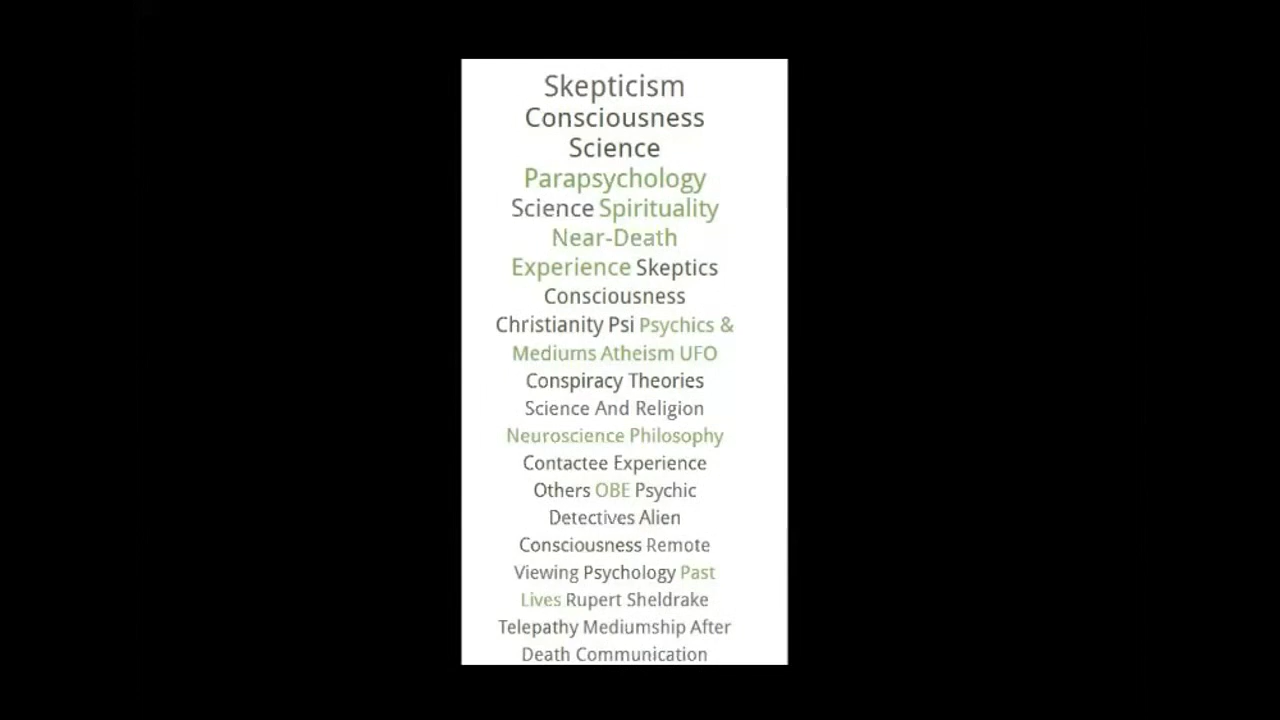 Skepticism
Consciousness
Science
Parapsychology
Science Spirituality
Near-Death
Experience Skeptics
Consciousness
Christianity Psi Psychics &
Mediums Atheism UFO
Conspiracy Theories
Science And Religion
Neuroscience Philosophy
Contactee Experience
Others OBE Psychic
Detectives Alien
Consciousness Remote
Viewing Psychology Past
Lives Rupert Sheldrake
Telepathy Mediumship After
Death Communication